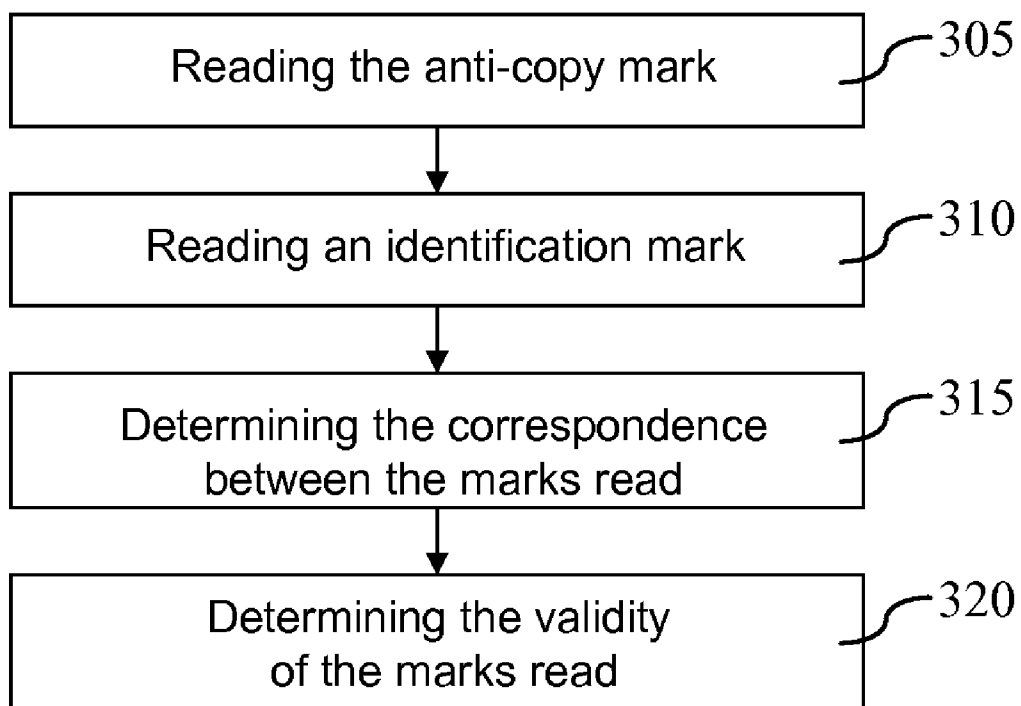 Reading the anti-copy mark
305
Reading an identification mark
310
Determining the correspondence
between the marks read
315
Determining the validity
of the marks read
320